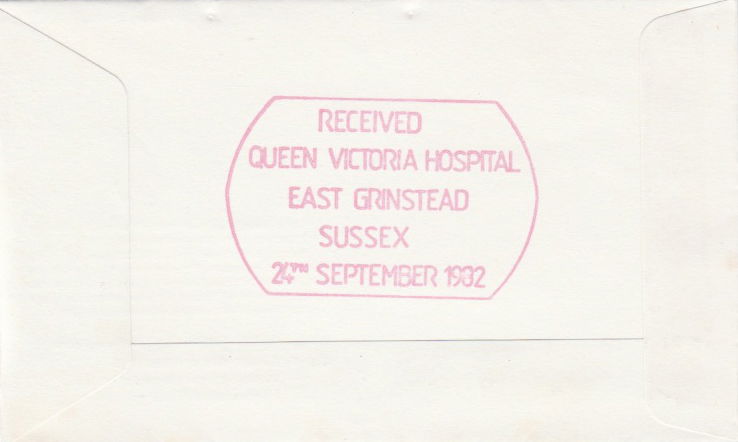 RECEIVED
QUEEN VICTORIA HOSPITAL
EAST GRINSTEAD
SUSSEX
24TH SEPTEMBER 1982